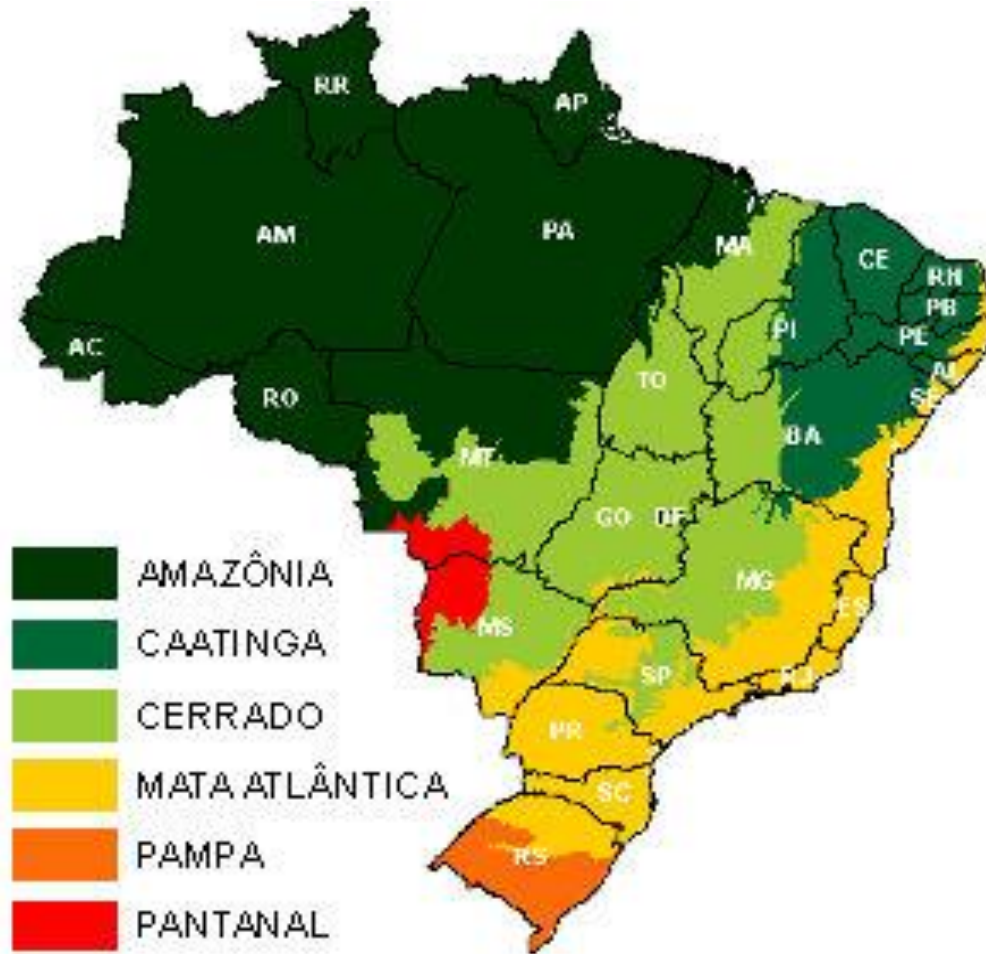 RR
AP
AM
PA
MA
CE
RN
PB
PI
PE
AC
AL
TO
SE
RO
BA
MT
GO
DF
MG
ES
MS
SP
RJ
PR
SC
RS
AMAZÔNIA
CAATINGA
CERRADO
MATA ATLÂNTICA
PAMPA
PANTANAL